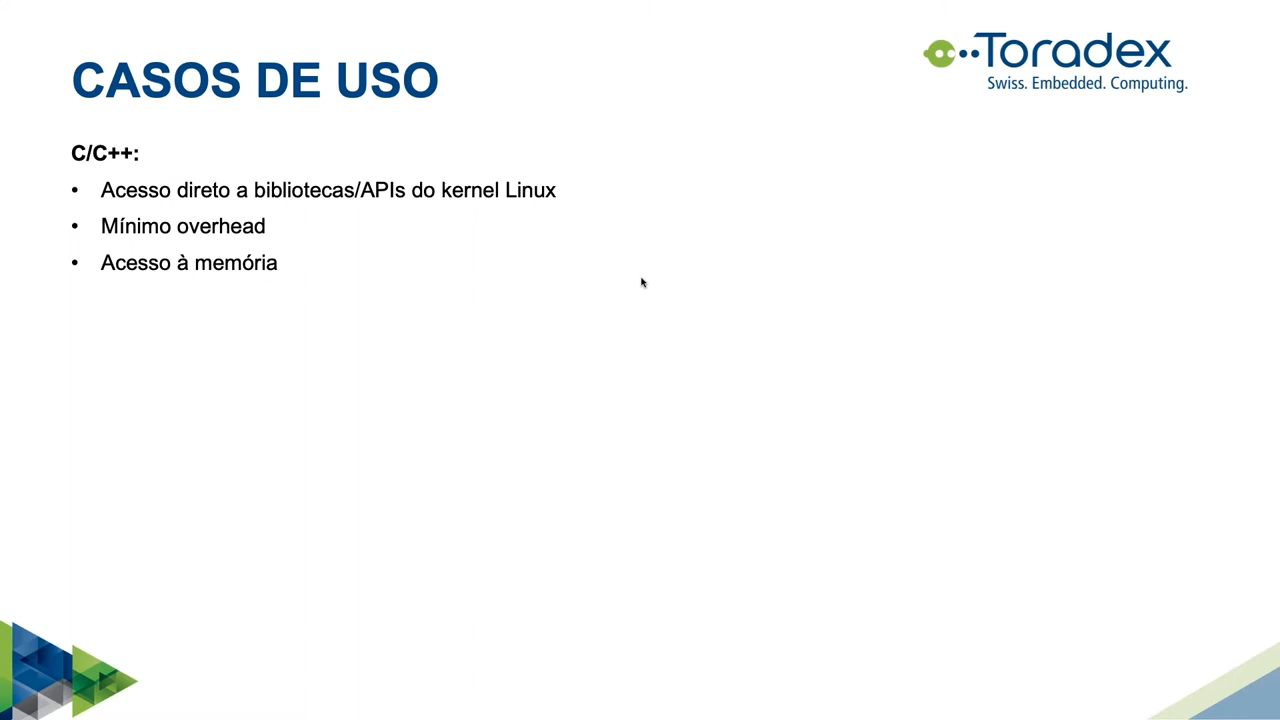 CASOS DE USO
Toradex
Swiss. Embedded. Computing.
C/C++:
• Acesso direto a bibliotecas/APIs do kernel Linux
• Mínimo overhead
• Acesso à memória